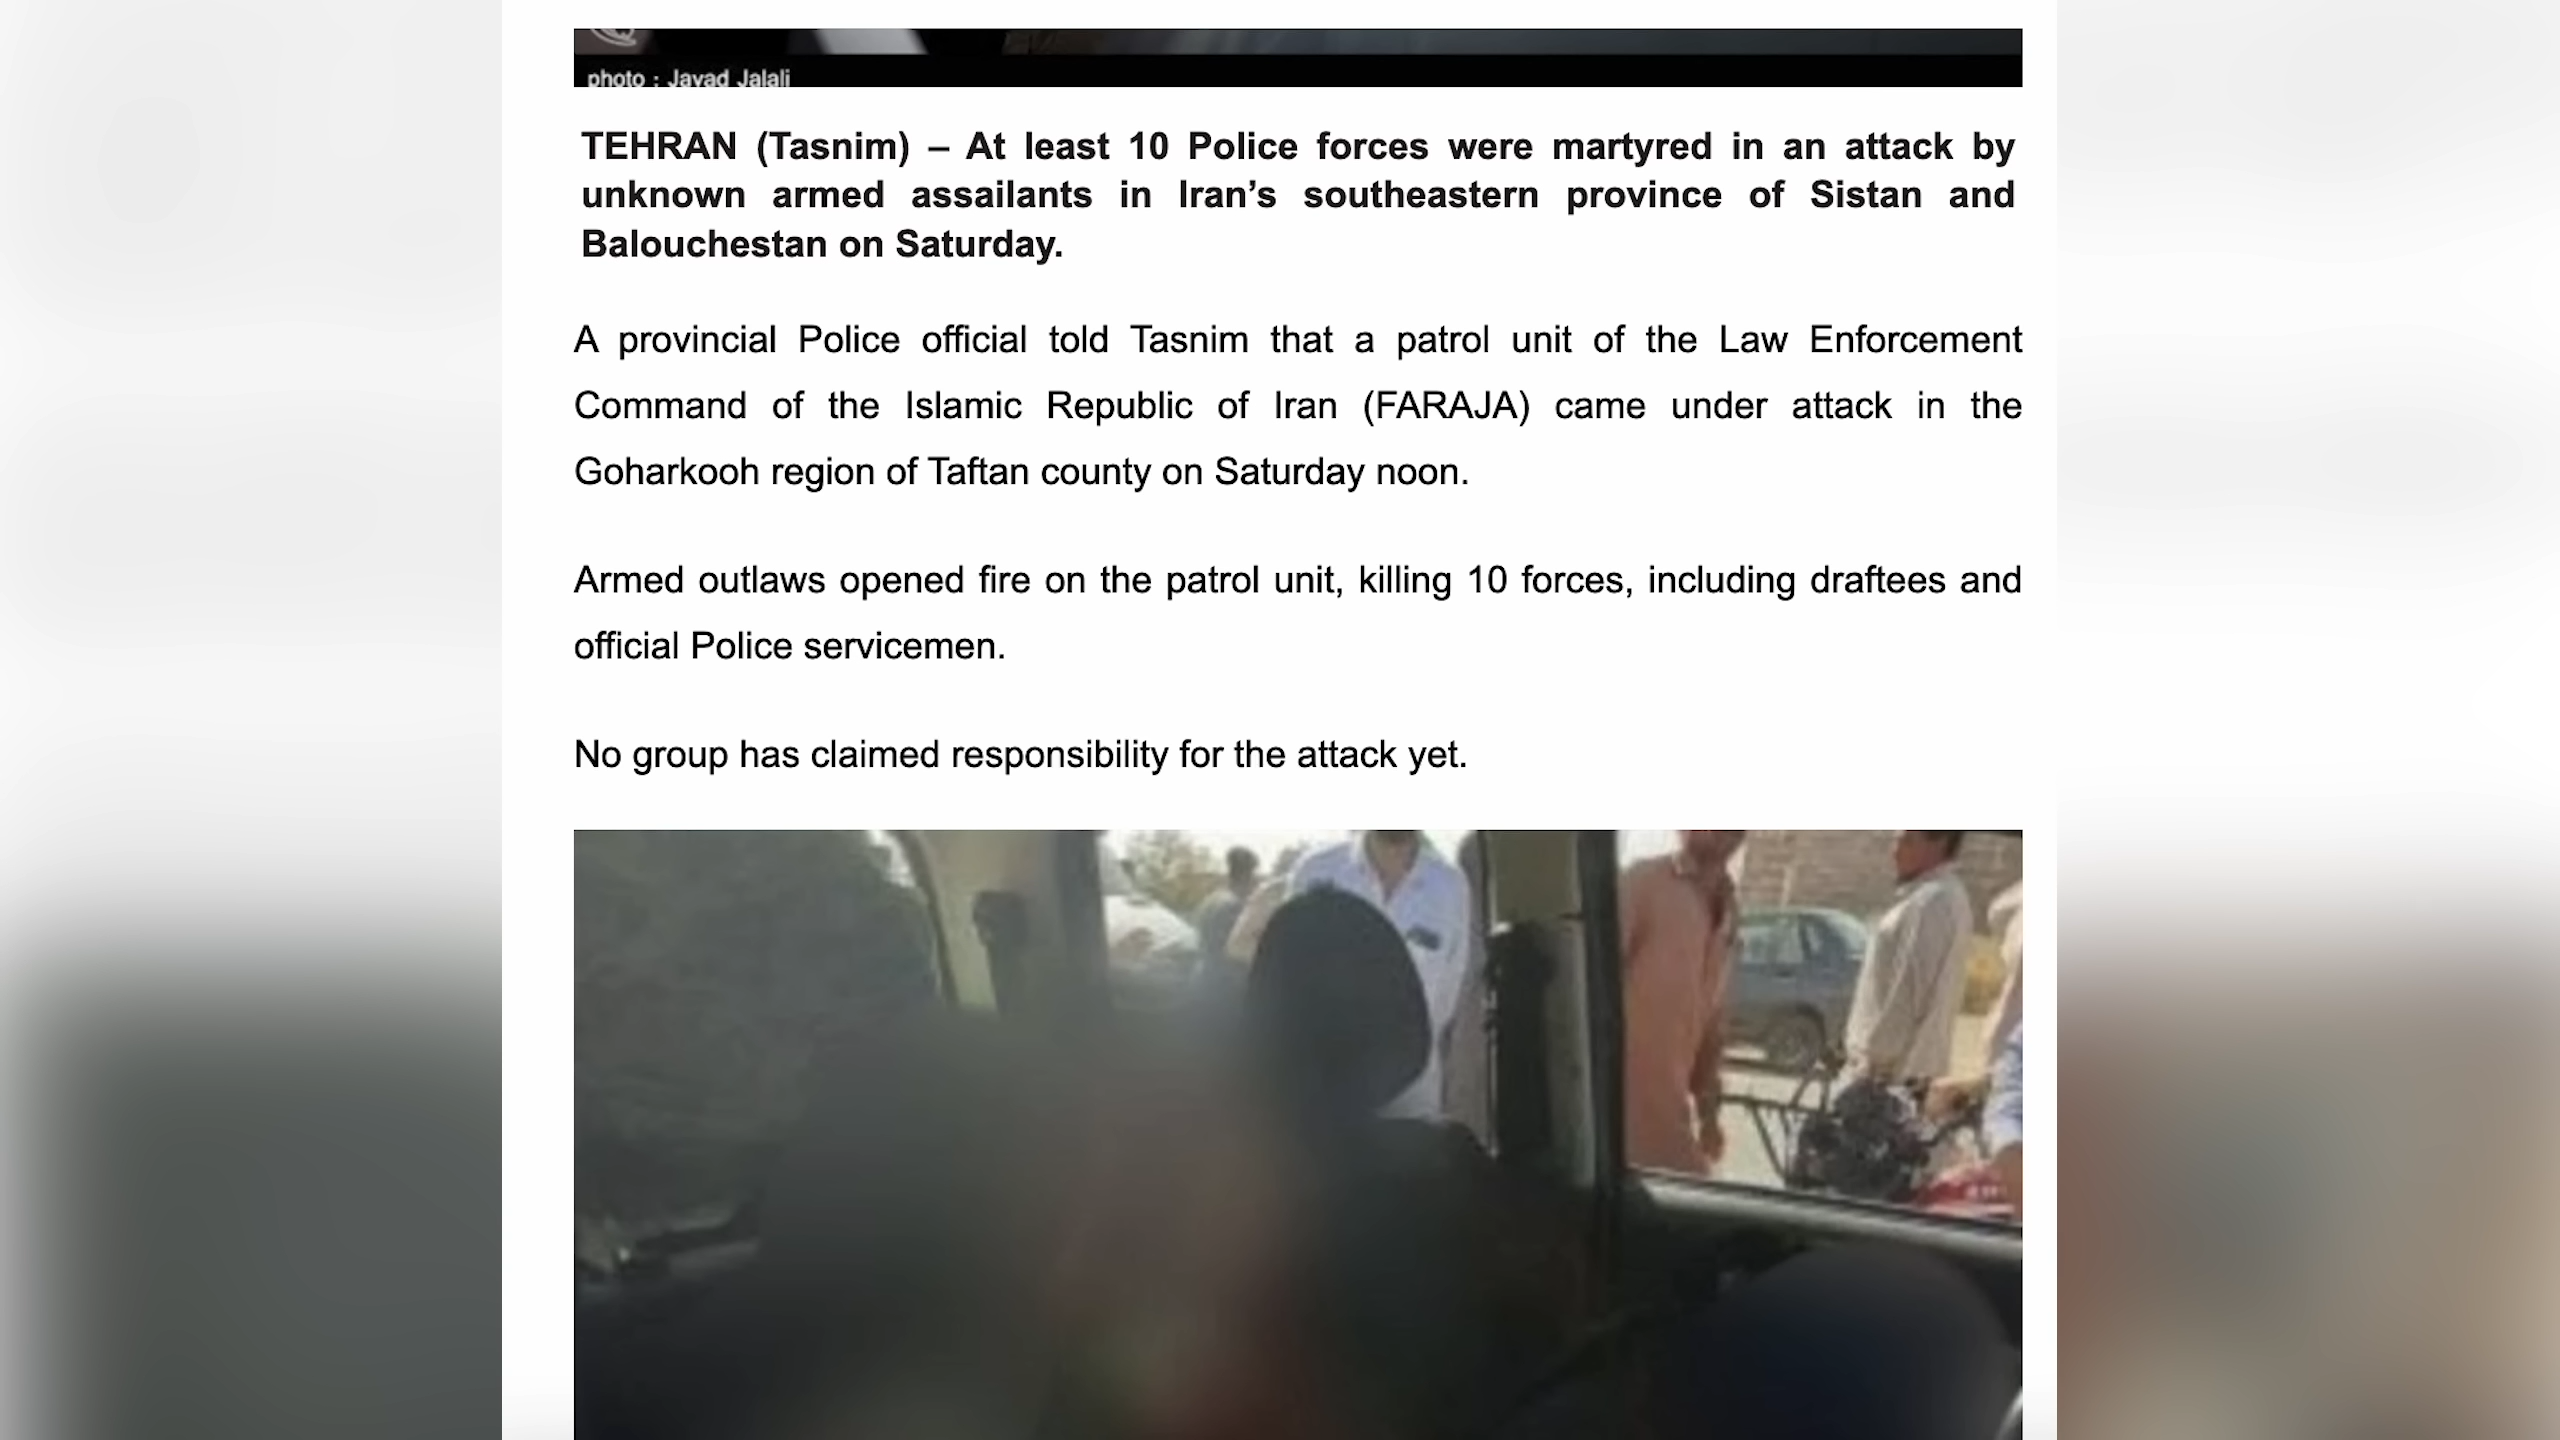 photo : Javad Jalali
TEHRAN (Tasnim) – At least 10 Police forces were martyred in an attack by
unknown armed assailants in Iran’s southeastern province of Sistan and
Balouchestan on Saturday.
A provincial Police official told Tasnim that a patrol unit of the Law Enforcement
Command of the Islamic Republic of Iran (FARAJA) came under attack in the
Goharkooh region of Taftan county on Saturday noon.
Armed outlaws opened fire on the patrol unit, killing 10 forces, including draftees and
official Police servicemen.
No group has claimed responsibility for the attack yet.